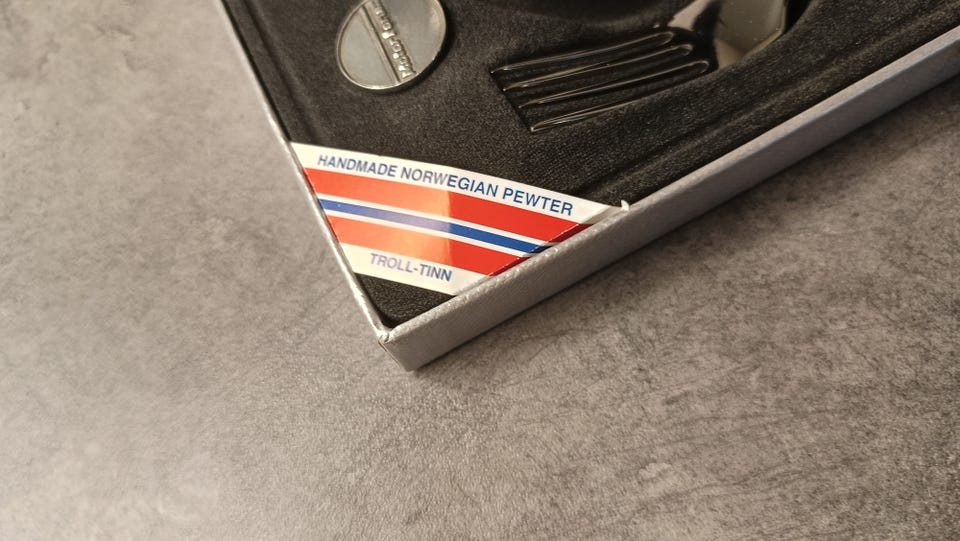 HANDMADE NORWEGIAN PEWTER
TROLL-TINN